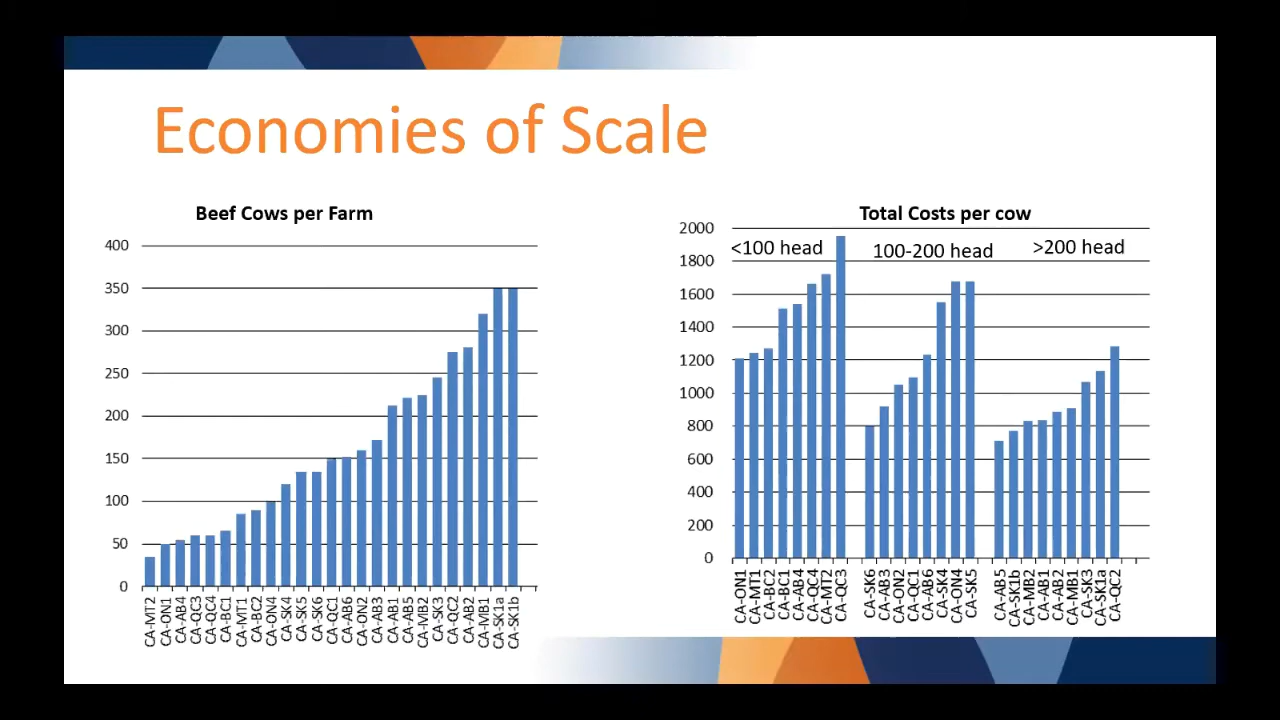 Economies of Scale
Beef Cows per Farm
400
350
300
250
200
150
100
50
0
CA-MT2
CA-ON1
CA-AB4
CA-QC3
CA-QC4
CA-BC1
CA-MT1
CA-BC2
CA-ON4
CA-SK4
CA-SK5
CA-SK6
CA-QC1
CA-AB6
CA-ON2
CA-AB3
CA-AB1
CA-AB5
CA-MB2
CA-SK3
CA-QC2
CA-AB2
CA-MB1
CA-SK1a
CA-SK1b
Total Costs per cow
<100 head
100-200 head
>200 head
2000
1800
1600
1400
1200
1000
800
600
400
200
0
CA-ON1
CA-MT1
CA-BC2
CA-BC1
CA-AB4
CA-QC4
CA-MT2
CA-QC3
CA-SK6
CA-AB3
CA-ON2
CA-QC1
CA-AB6
CA-SK4
CA-ON4
CA-SK5
CA-AB5
CA-SK1b
CA-MB2
CA-AB1
CA-AB2
CA-MB1
CA-SK3
CA-SK1a
CA-QC2